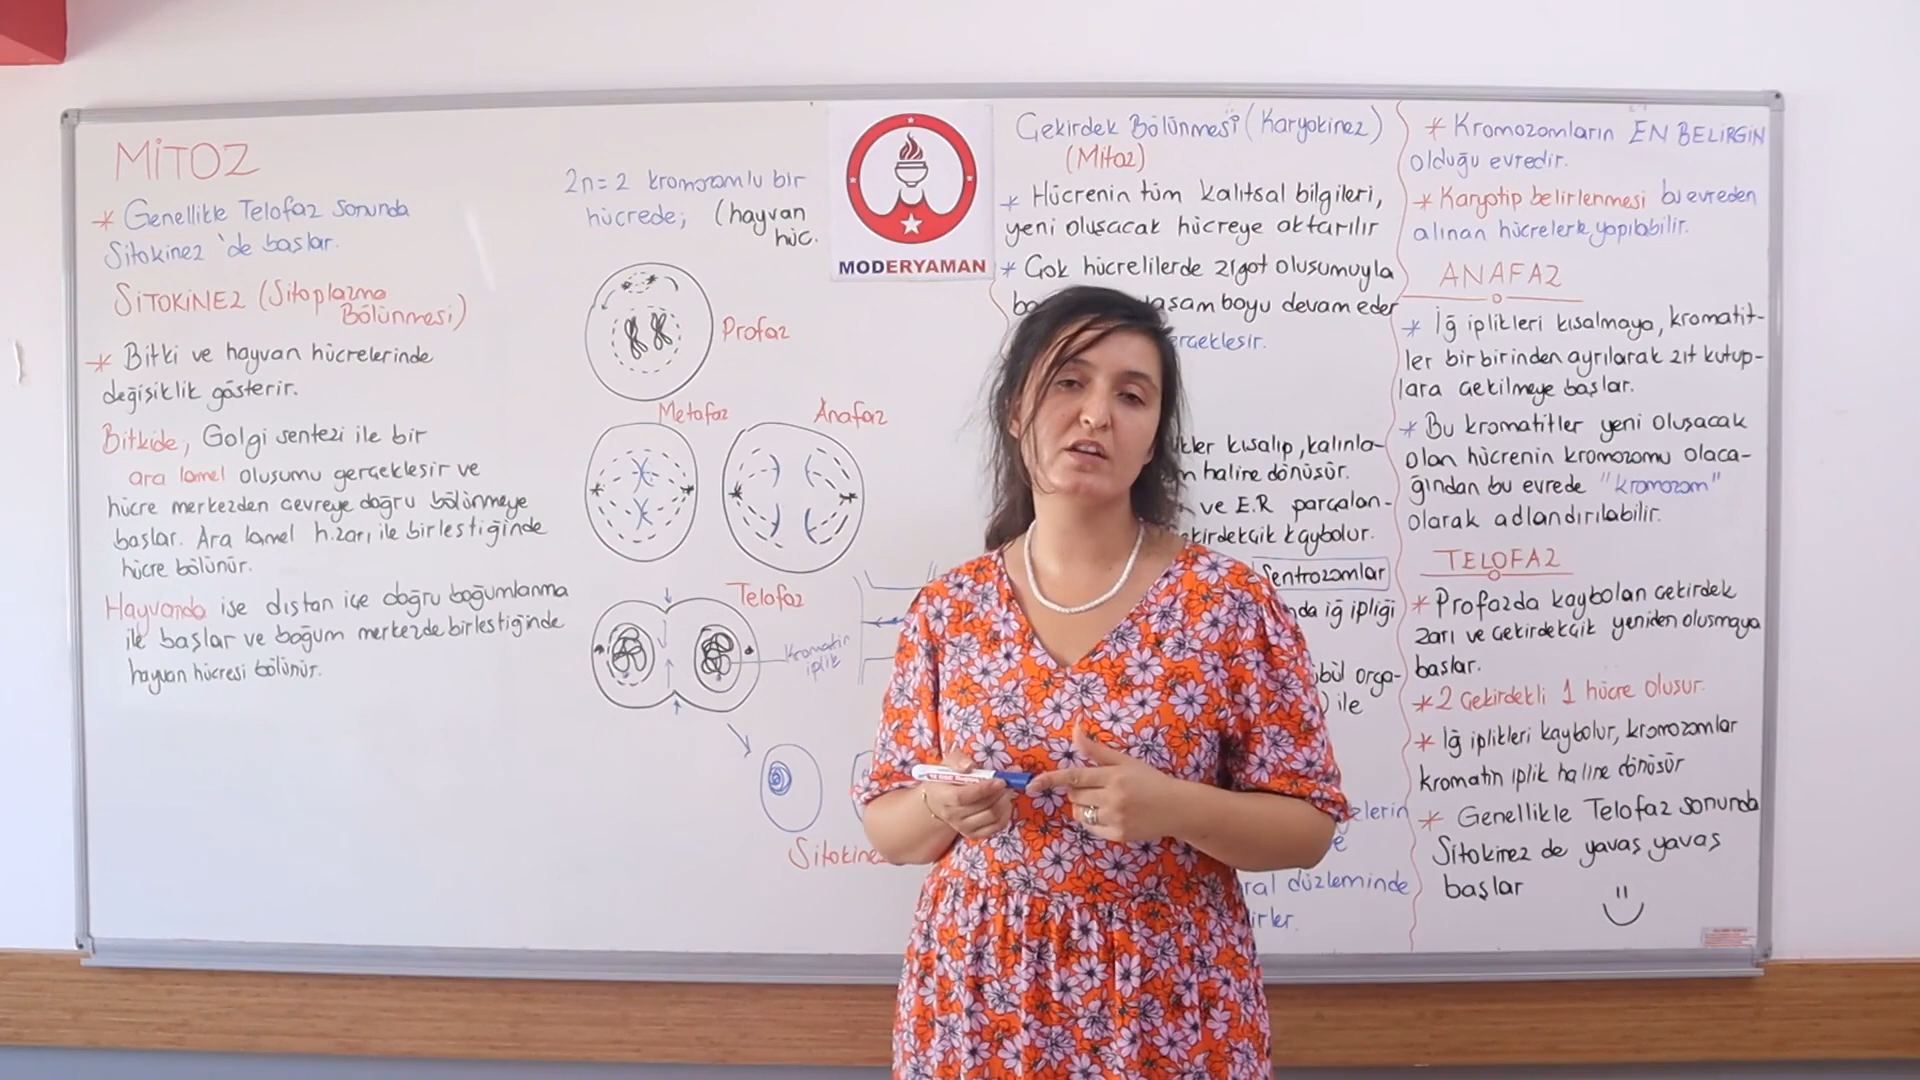 MİTOZ
* Genellikle Telofaz sonunda
Sitokinez 'de başlar.
SİTOKİNEZ (Sitoplazma
Bölünmesi)
* Bitki ve hayvan hücrelerinde
değişiklik gösterir.
Bitkide, Golgi sentezi ile bir
ara lamel oluşumu gerçekleşir ve
hücre merkezden çevreye doğru bölünmeye
başlar. Ara lamel h.zarı ile birleştiğinde
hücre bölünür.
Hayvanda ise dıştan içe doğru boğumlanma
ile başlar ve boğum merkezde birleştiğinde
hayvan hücresi bölünür.
2n=2 kromozomlu bir
hücrede; (hayvan
hüc.
Profaz
Metafaz
Anafaz
Telofaz
Kromatin
iplik
Sitokine
MODERYAMAN
Çekirdek Bölünmesi (Karyokinez)
(Mitoz)
* Hücrenin tüm kalıtsal bilgileri,
yeni oluşacak hücreye aktarılır
* Çok hücrelilerde zigot oluşumuyla
yaşam boyu devam eder
kısalıp, kalınla-
haline dönüşür.
ve E.R parçalan-
kaybolur.
Sentrozomlar
iğ ipliği
orga-
ile
düzleminde
* Kromozomların EN BELİRGİN
olduğu evredir.
* Karyotip belirlenmesi bu evreden
alınan hücrelerle yapılabilir.
ANAFAZ
* İğ iplikleri kısalmaya, kromatit-
ler birbirinden ayrılarak zıt kutup-
lara çekilmeye başlar.
* Bu kromatitler yeni oluşacak
olan hücrenin kromozomu olaca-
ğından bu evrede "kromozom"
olarak adlandırılabilir.
TELOFAZ
* Profazda kaybolan çekirdek
zarı ve çekirdekçik yeniden oluşmaya
başlar.
* 2 Çekirdekli 1 hücre oluşur.
* İğ iplikleri kaybolur, kromozomlar
kromatin iplik haline dönüşür
* Genellikle Telofaz sonunda
Sitokinez de yavaş yavaş
başlar